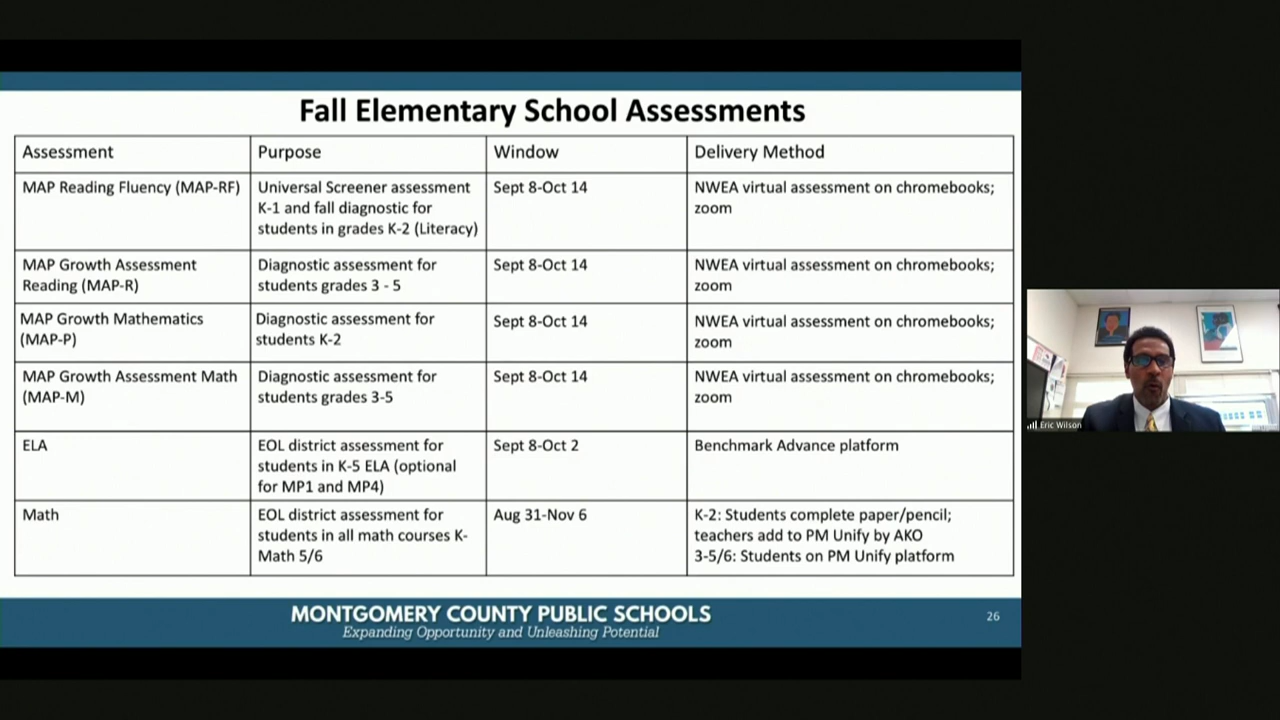 Fall Elementary School Assessments
Assessment
Purpose
Window
Delivery Method
MAP Reading Fluency (MAP-RF)
Universal Screener assessment
K-1 and fall diagnostic for
students in grades K-2 (Literacy)
Sept 8-Oct 14
NWEA virtual assessment on chromebooks;
zoom
MAP Growth Assessment
Reading (MAP-R)
Diagnostic assessment for
students grades 3 - 5
Sept 8-Oct 14
NWEA virtual assessment on chromebooks;
zoom
MAP Growth Mathematics
(MAP-P)
Diagnostic assessment for
students K-2
Sept 8-Oct 14
NWEA virtual assessment on chromebooks;
zoom
MAP Growth Assessment Math
(MAP-M)
Diagnostic assessment for
students grades 3-5
Sept 8-Oct 14
NWEA virtual assessment on chromebooks;
zoom
ELA
EOL district assessment for
students in K-5 ELA (optional
for MP1 and MP4)
Sept 8-Oct 2
Benchmark Advance platform
Math
EOL district assessment for
students in all math courses K-
Math 5/6
Aug 31-Nov 6
K-2: Students complete paper/pencil;
teachers add to PM Unify by AKO
3-5/6: Students on PM Unify platform
MONTGOMERY COUNTY PUBLIC SCHOOLS
Expanding Opportunity and Unleashing Potential
26
Eric Wilson